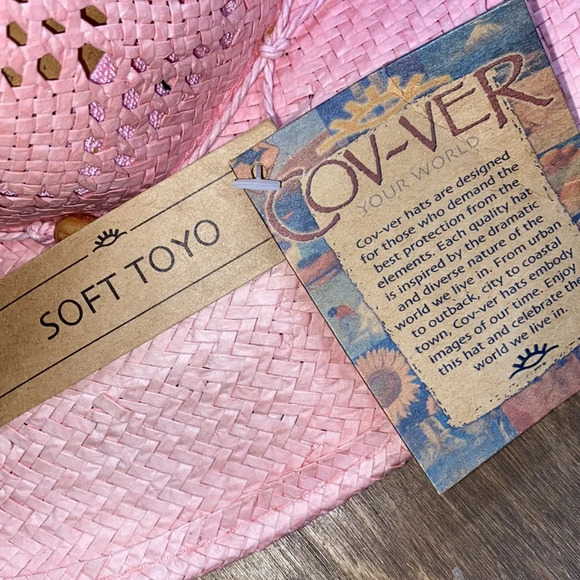 SOFT TOYO
COV-VER
YOUR WORLD
Cov-ver hats are designed
for those who demand the
best protection from the
elements. Each quality hat
is inspired by the dramatic
and diverse nature of the
world we live in. From urban
to outback, city to coastal
town, Cov-ver hats embody
images of our time. Enjoy
this hat and celebrate the
world we live in.